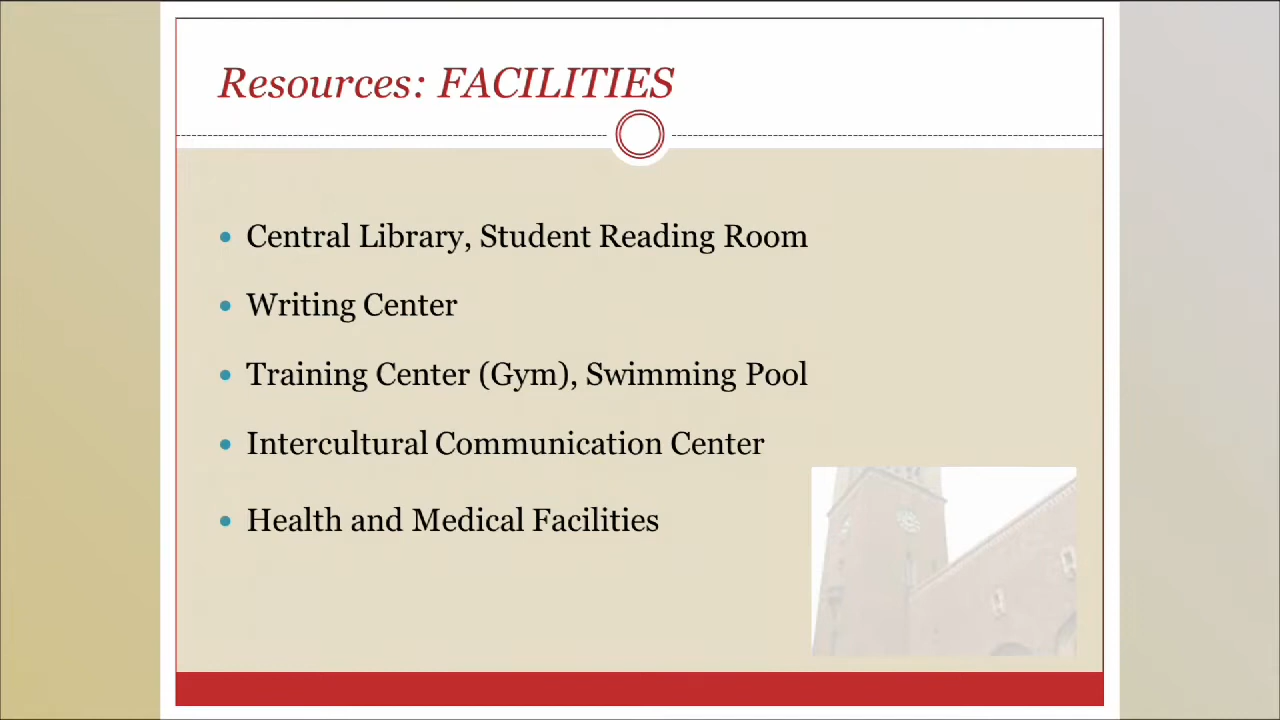 Resources: FACILITIES
• Central Library, Student Reading Room
• Writing Center
• Training Center (Gym), Swimming Pool
• Intercultural Communication Center
• Health and Medical Facilities